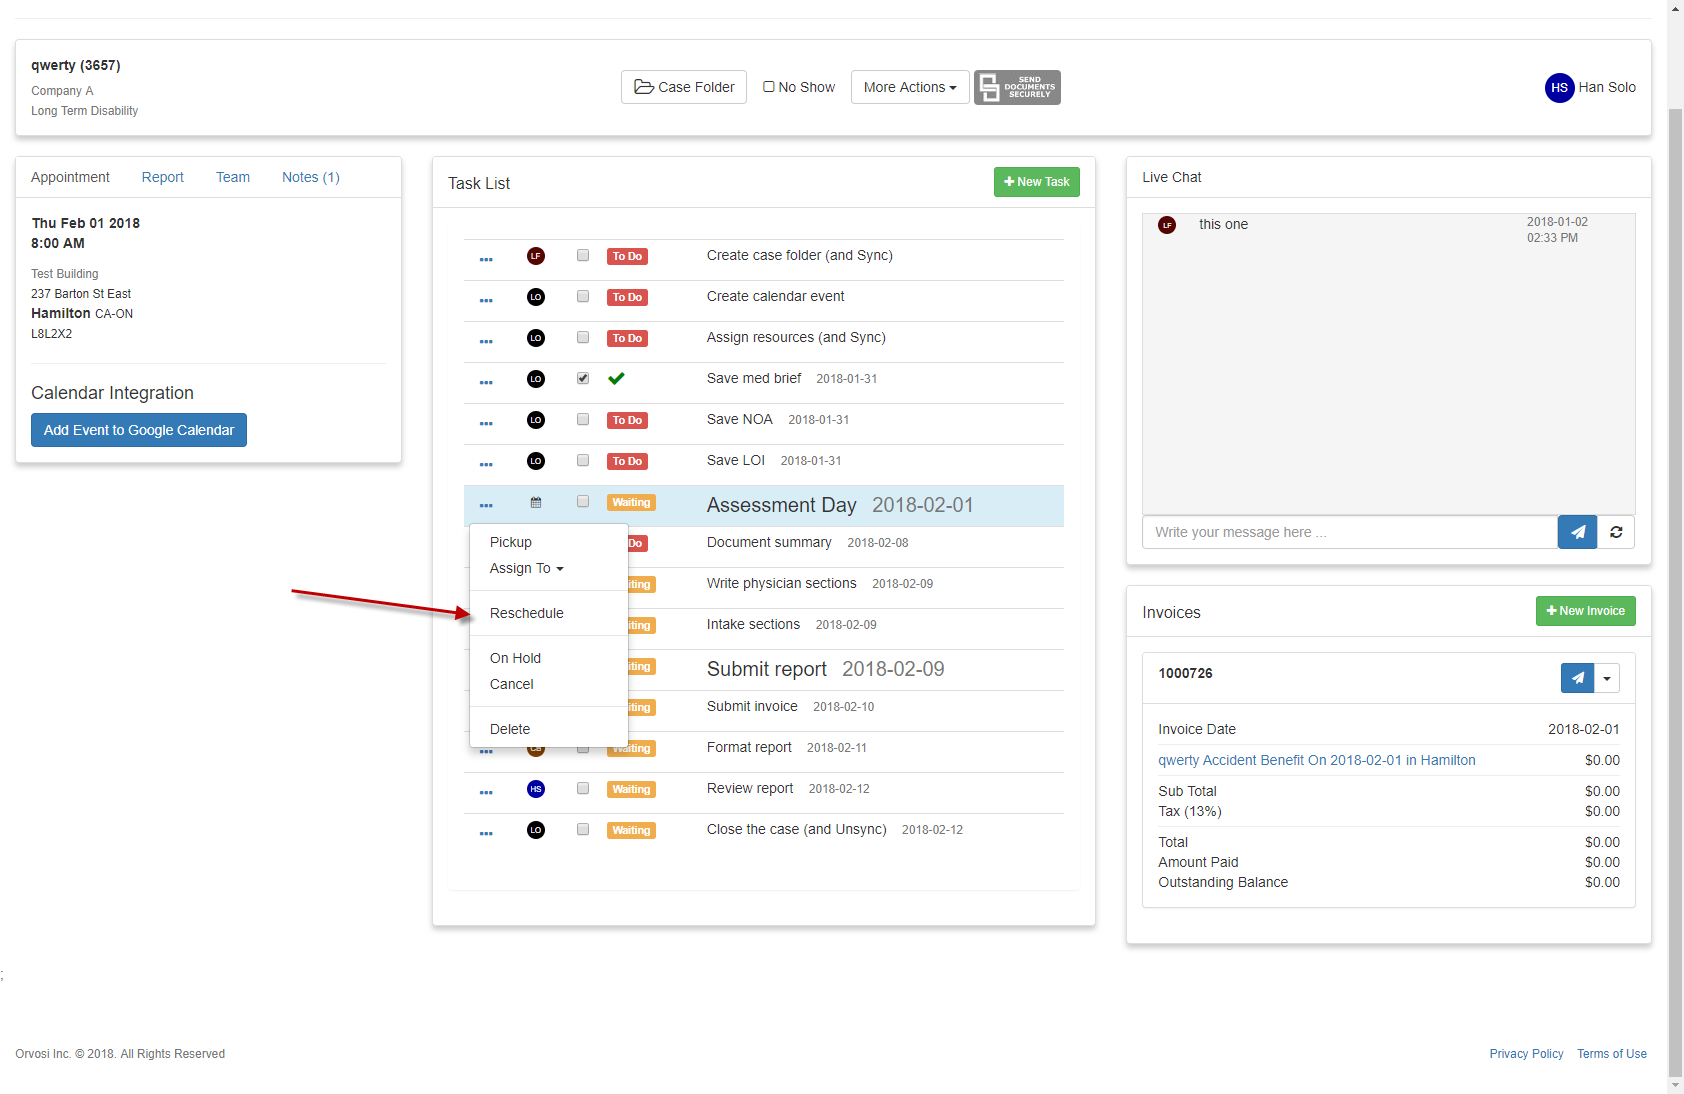 qwerty (3657)
Company A
Long Term Disability
Case Folder
No Show
More Actions
SEND
DOCUMENTS
SECURELY
HS Han Solo
Appointment Report Team Notes (1)
Thu Feb 01 2018
8:00 AM
Test Building
237 Barton St East
Hamilton CA-ON
L8L2X2
Calendar Integration
Add Event to Google Calendar
Task List
New Task
LF To Do Create case folder (and Sync)
LO To Do Create calendar event
LO To Do Assign resources (and Sync)
LO Save med brief 2018-01-31
LO To Do Save NOA 2018-01-31
LO To Do Save LOI 2018-01-31
Waiting Assessment Day 2018-02-01
Do Document summary 2018-02-08
iting Write physician sections 2018-02-09
iting Intake sections 2018-02-09
iting Submit report 2018-02-09
iting Submit invoice 2018-02-10
CB Waiting Format report 2018-02-11
HS Waiting Review report 2018-02-12
LO Waiting Close the case (and Unsync) 2018-02-12
Pickup
Assign To
Reschedule
On Hold
Cancel
Delete
Live Chat
LF this one 2018-01-02
02:33 PM
Write your message here ...
Invoices
New Invoice
1000726
Invoice Date 2018-02-01
qwerty Accident Benefit On 2018-02-01 in Hamilton $0.00
Sub Total $0.00
Tax (13%) $0.00
Total $0.00
Amount Paid $0.00
Outstanding Balance $0.00
;
Orvosi Inc. © 2018. All Rights Reserved
Privacy Policy Terms of Use